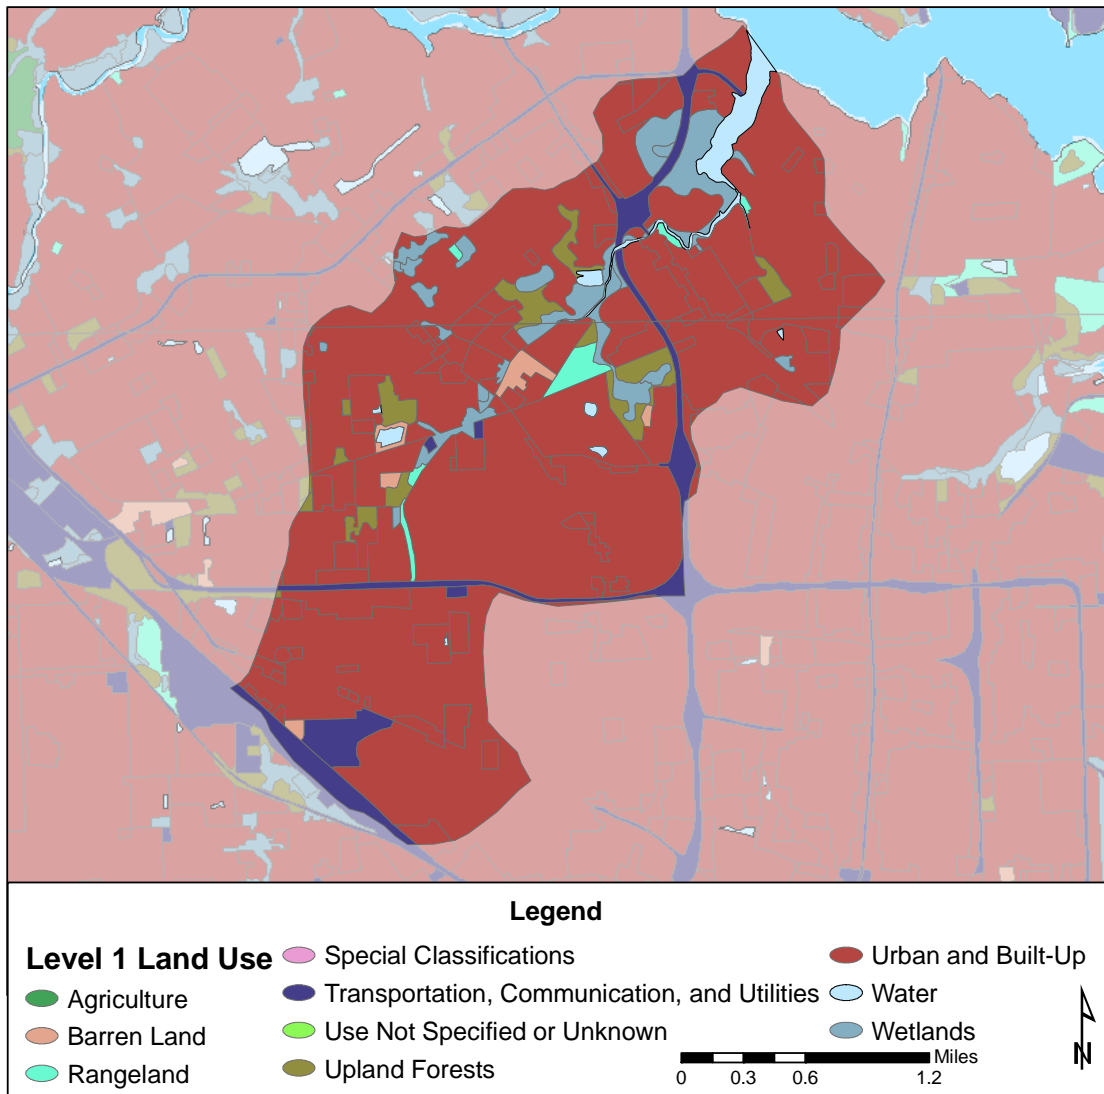 Legend
Level 1 Land Use
Agriculture
Barren Land
Rangeland
Special Classifications
Transportation, Communication, and Utilities
Use Not Specified or Unknown
Upland Forests
Urban and Built-Up
Water
Wetlands
Miles
0 0.3 0.6 1.2
N